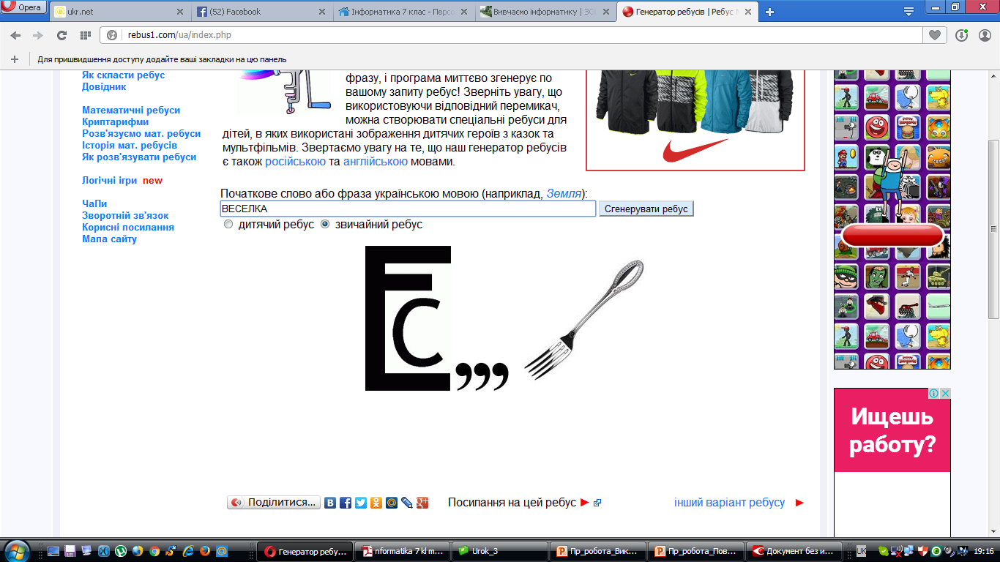 Opera
ukr.net
(52) Facebook
Інформатика 7 клас - Персо
Вивчаємо інформатику | ЗС
Генератор ребусів | Ребус №
rebus1.com/ua/index.php
Для пришвидшення доступу додайте ваші закладки на цю панель
Як скласти ребус
Довідник
Математичні ребуси
Криптарифми
Розв'язуємо мат. ребуси
Історія мат. ребусів
Як розв'язувати ребуси
Логічні ігри new
ЧаПи
Зворотній зв'язок
Корисні посилання
Мапа сайту
фразу, і програма миттєво згенерує по
вашому запиту ребус! Зверніть увагу, що
використовуючи відповідний перемикач,
можна створювати спеціальні ребуси для
дітей, в яких використані зображення дитячих героїв з казок та
мультфільмів. Звертаємо увагу на те, що наш генератор ребусів
є також російською та англійською мовами.
Початкове слово або фраза українською мовою (наприклад, Земля):
ВЕСЕЛКА
Сгенерувати ребус
дитячий ребус звичайний ребус
Е
С
,,,
Поділитися...
Посилання на цей ребус
інший варіант ребусу
Ищешь
работу?
Генератор ребу...
nformatika 7 kl m...
Urok_3
Пр_робота_Вик...
Пр_робота_Пов...
Документ без и...
UK
19:16